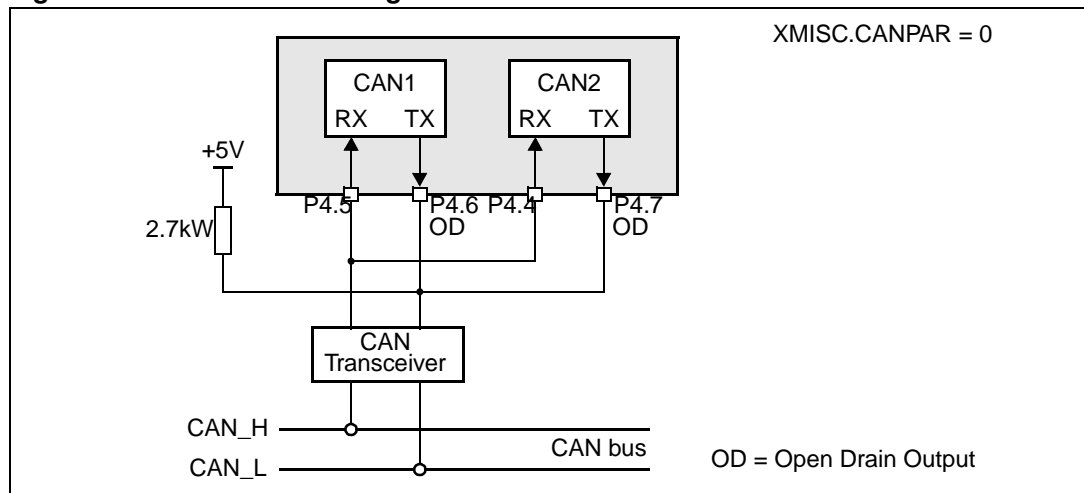 XMISC.CANPAR = 0
CAN1
CAN2
RX TX
RX TX
+5V
P4.5
P4.6
P4.4
P4.7
OD
OD
2.7kW
CAN
Transceiver
CAN_H
CAN bus
CAN_L
OD = Open Drain Output